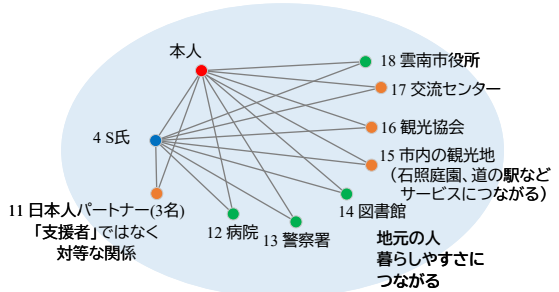 本人
18 雲南市役所
17 交流センター
4 S氏
16 観光協会
15 市内の観光地
（石照庭園、道の駅など
サービスにつながる）
11 日本人パートナー(3名)
「支援者」ではなく
対等な関係
12 病院
13 警察署
14 図書館
地元の人
暮らしやすさに
つながる